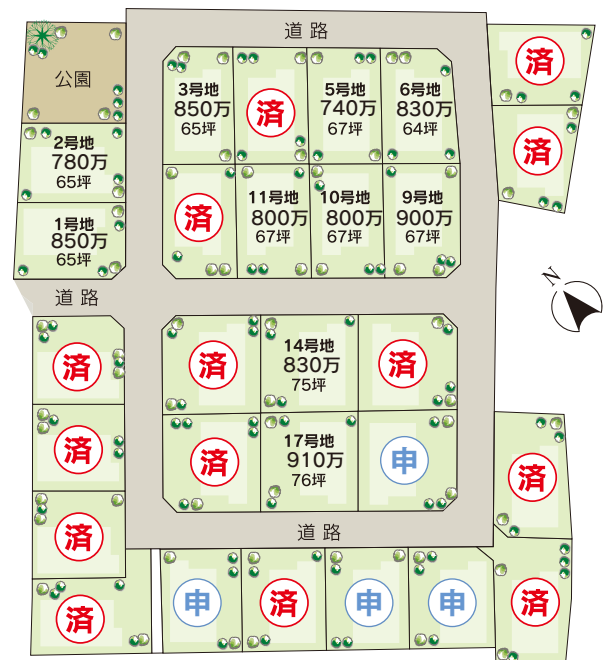 道路
済
公園
3号地
850万
65坪
済
5号地
740万
67坪
6号地
830万
64坪
済
2号地
780万
65坪
1号地
850万
65坪
済
11号地
800万
67坪
10号地
800万
67坪
9号地
900万
67坪
道路
N
済
済
14号地
830万
75坪
済
済
済
17号地
910万
76坪
申
済
済
道路
済
申
済
申
申
済